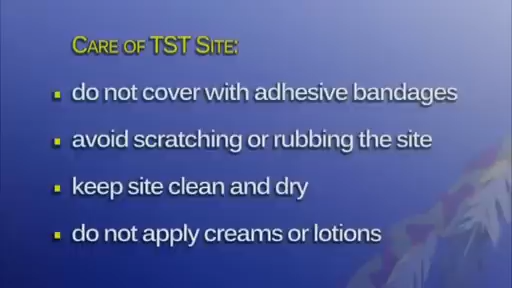 Care of TST Site:
do not cover with adhesive bandages
avoid scratching or rubbing the site
keep site clean and dry
do not apply creams or lotions